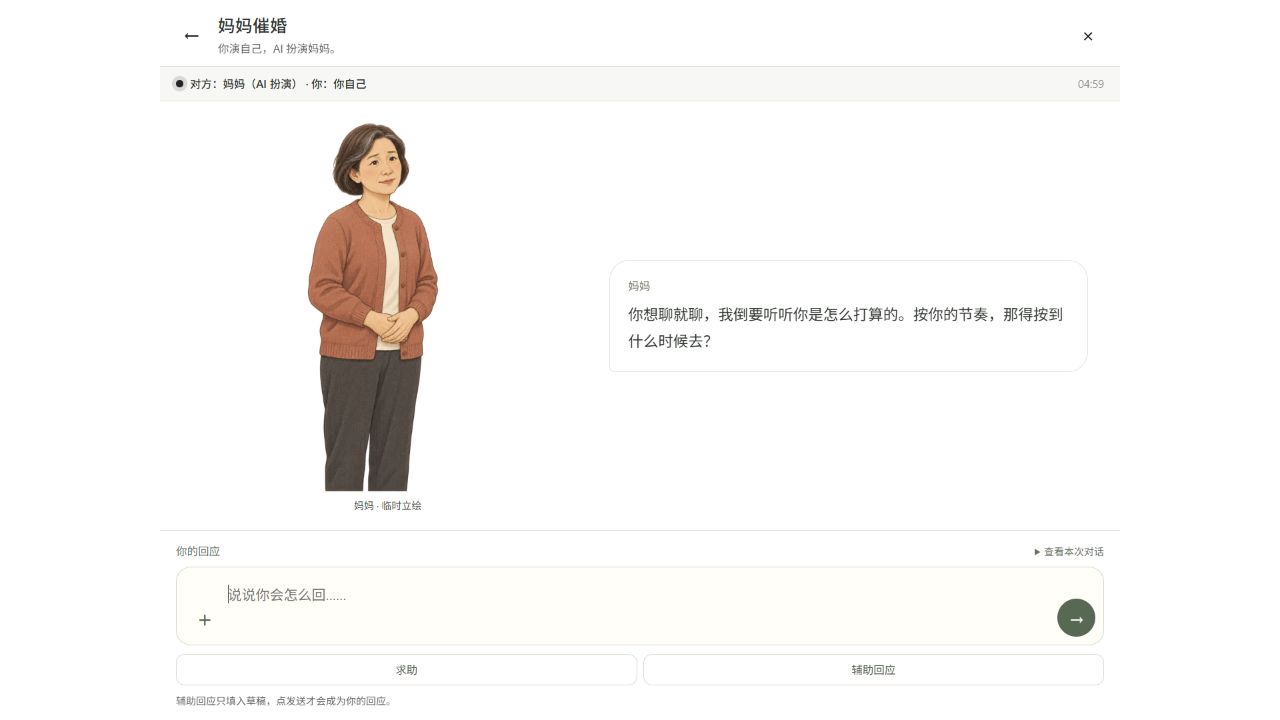 ←
妈妈催婚
你演自己，AI 扮演妈妈。
×
对方：妈妈（AI 扮演） · 你：你自己
04:59
妈妈
你想聊就聊，我倒要听听你是怎么打算的。按你的节奏，那得按到
什么时候去？
妈妈 · 临时立绘
你的回应
▶ 查看本次对话
说说你会怎么回……
+
→
求助
辅助回应
辅助回应只填入草稿，点发送才会成为你的回应。